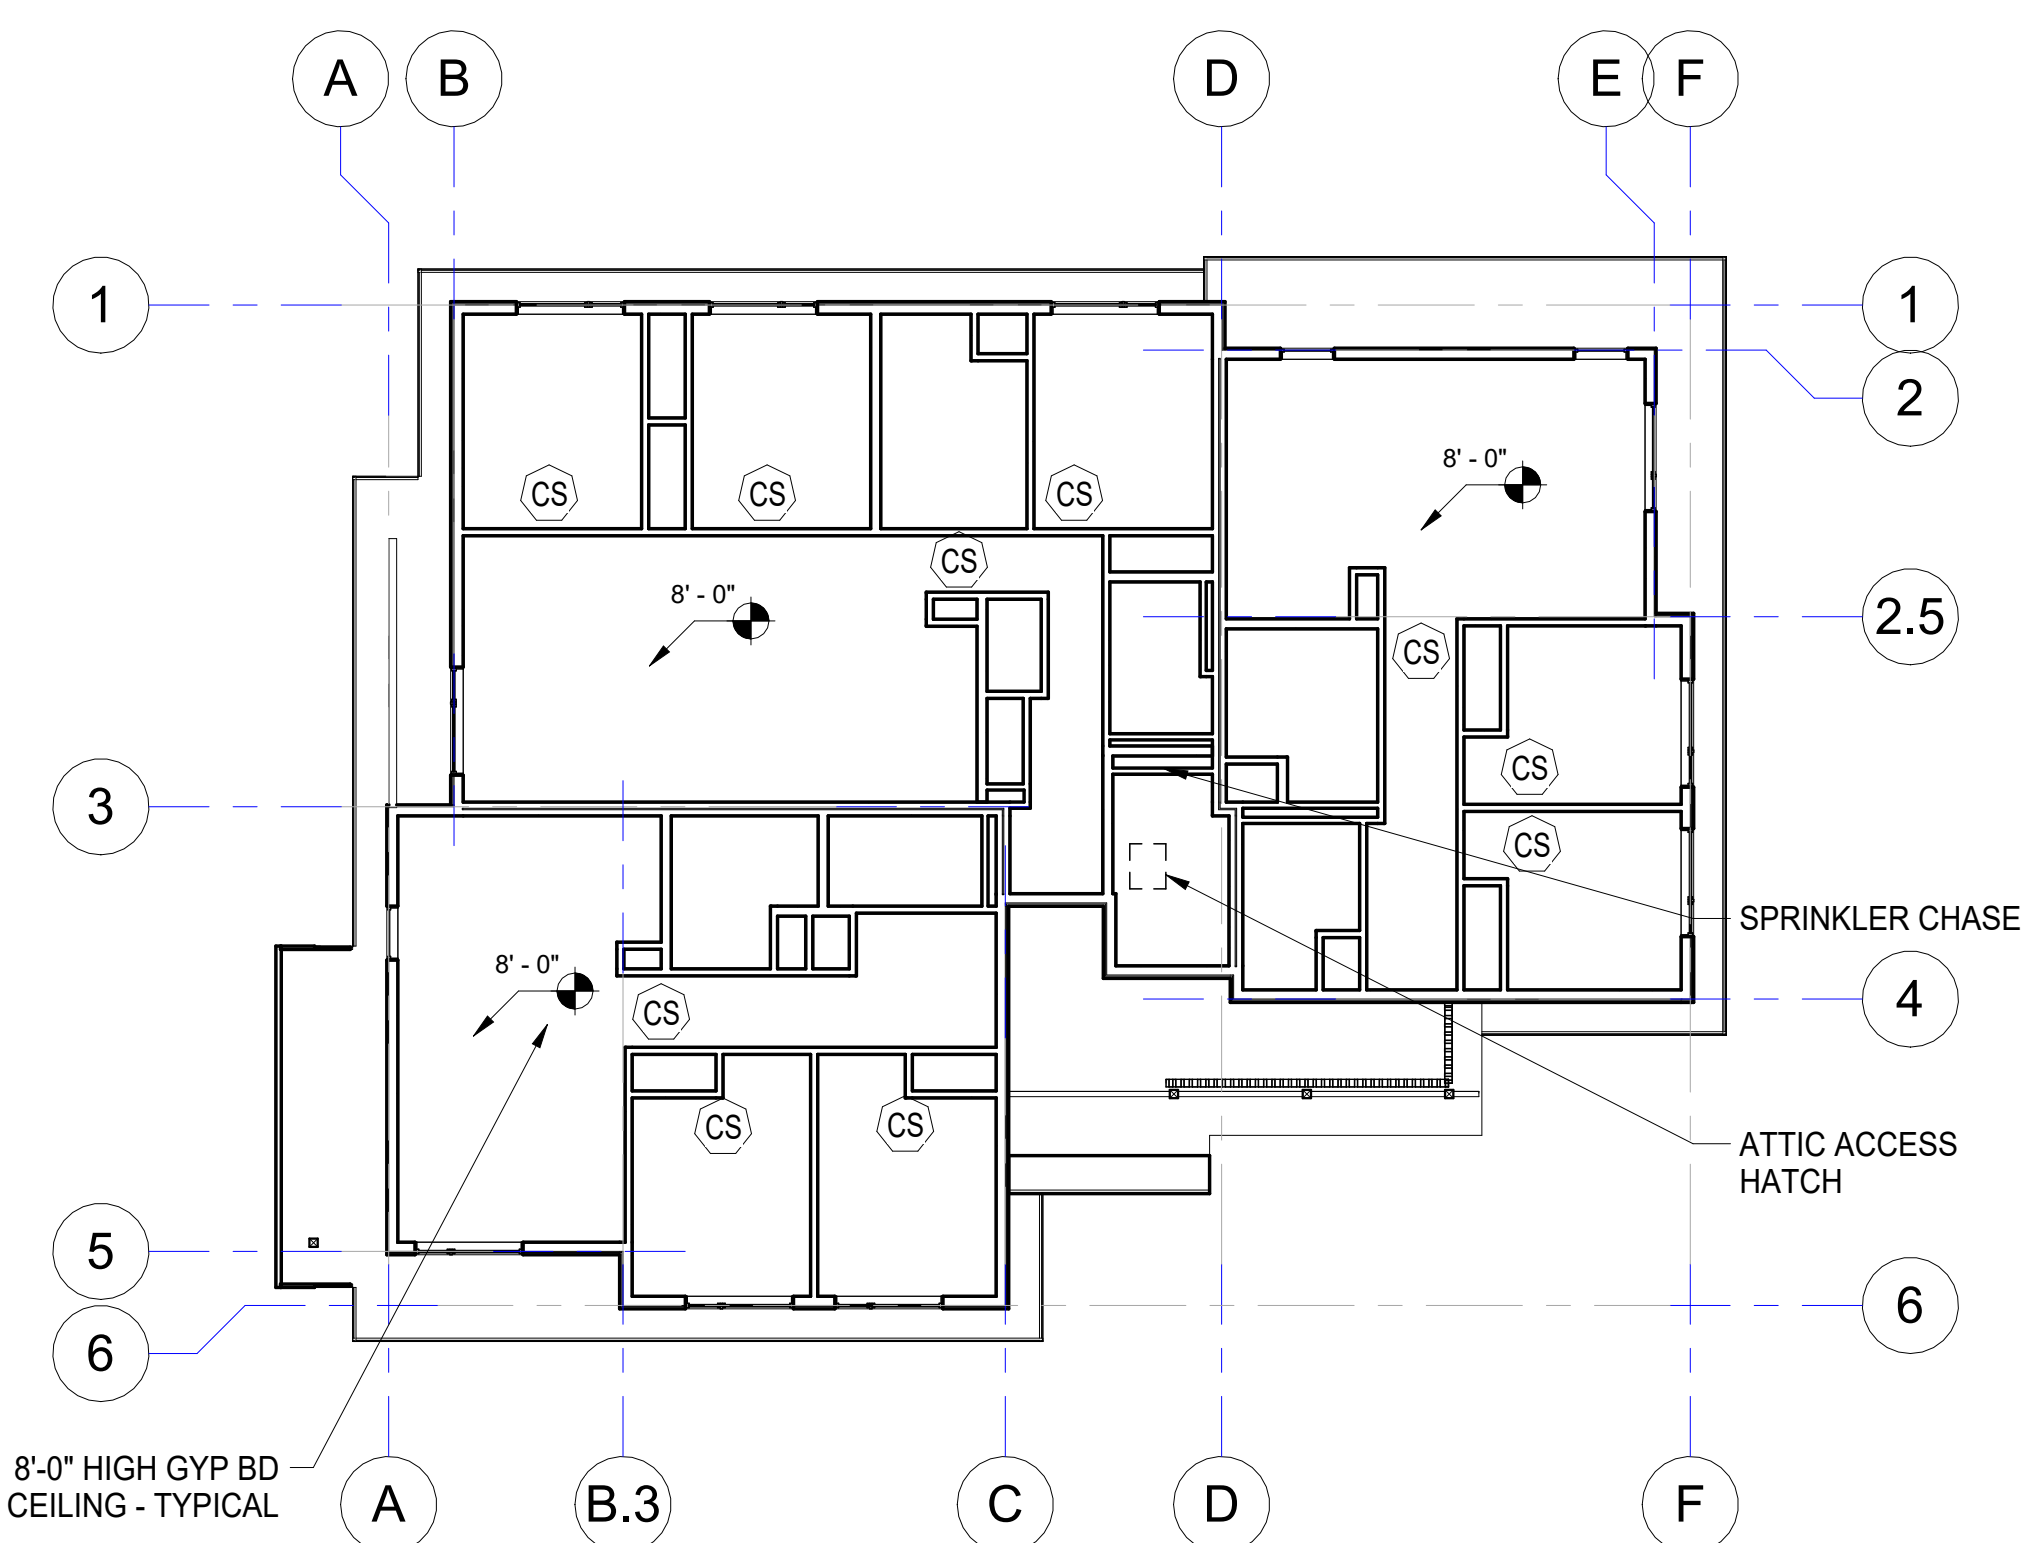 A
B
D
E
F
1
1
2
8' - 0"
CS
CS
CS
CS
8' - 0"
2.5
CS
CS
3
CS
SPRINKLER CHASE
8' - 0"
CS
4
CS
CS
ATTIC ACCESS
HATCH
5
6
6
8'-0" HIGH GYP BD
CEILING - TYPICAL
A
B.3
C
D
F